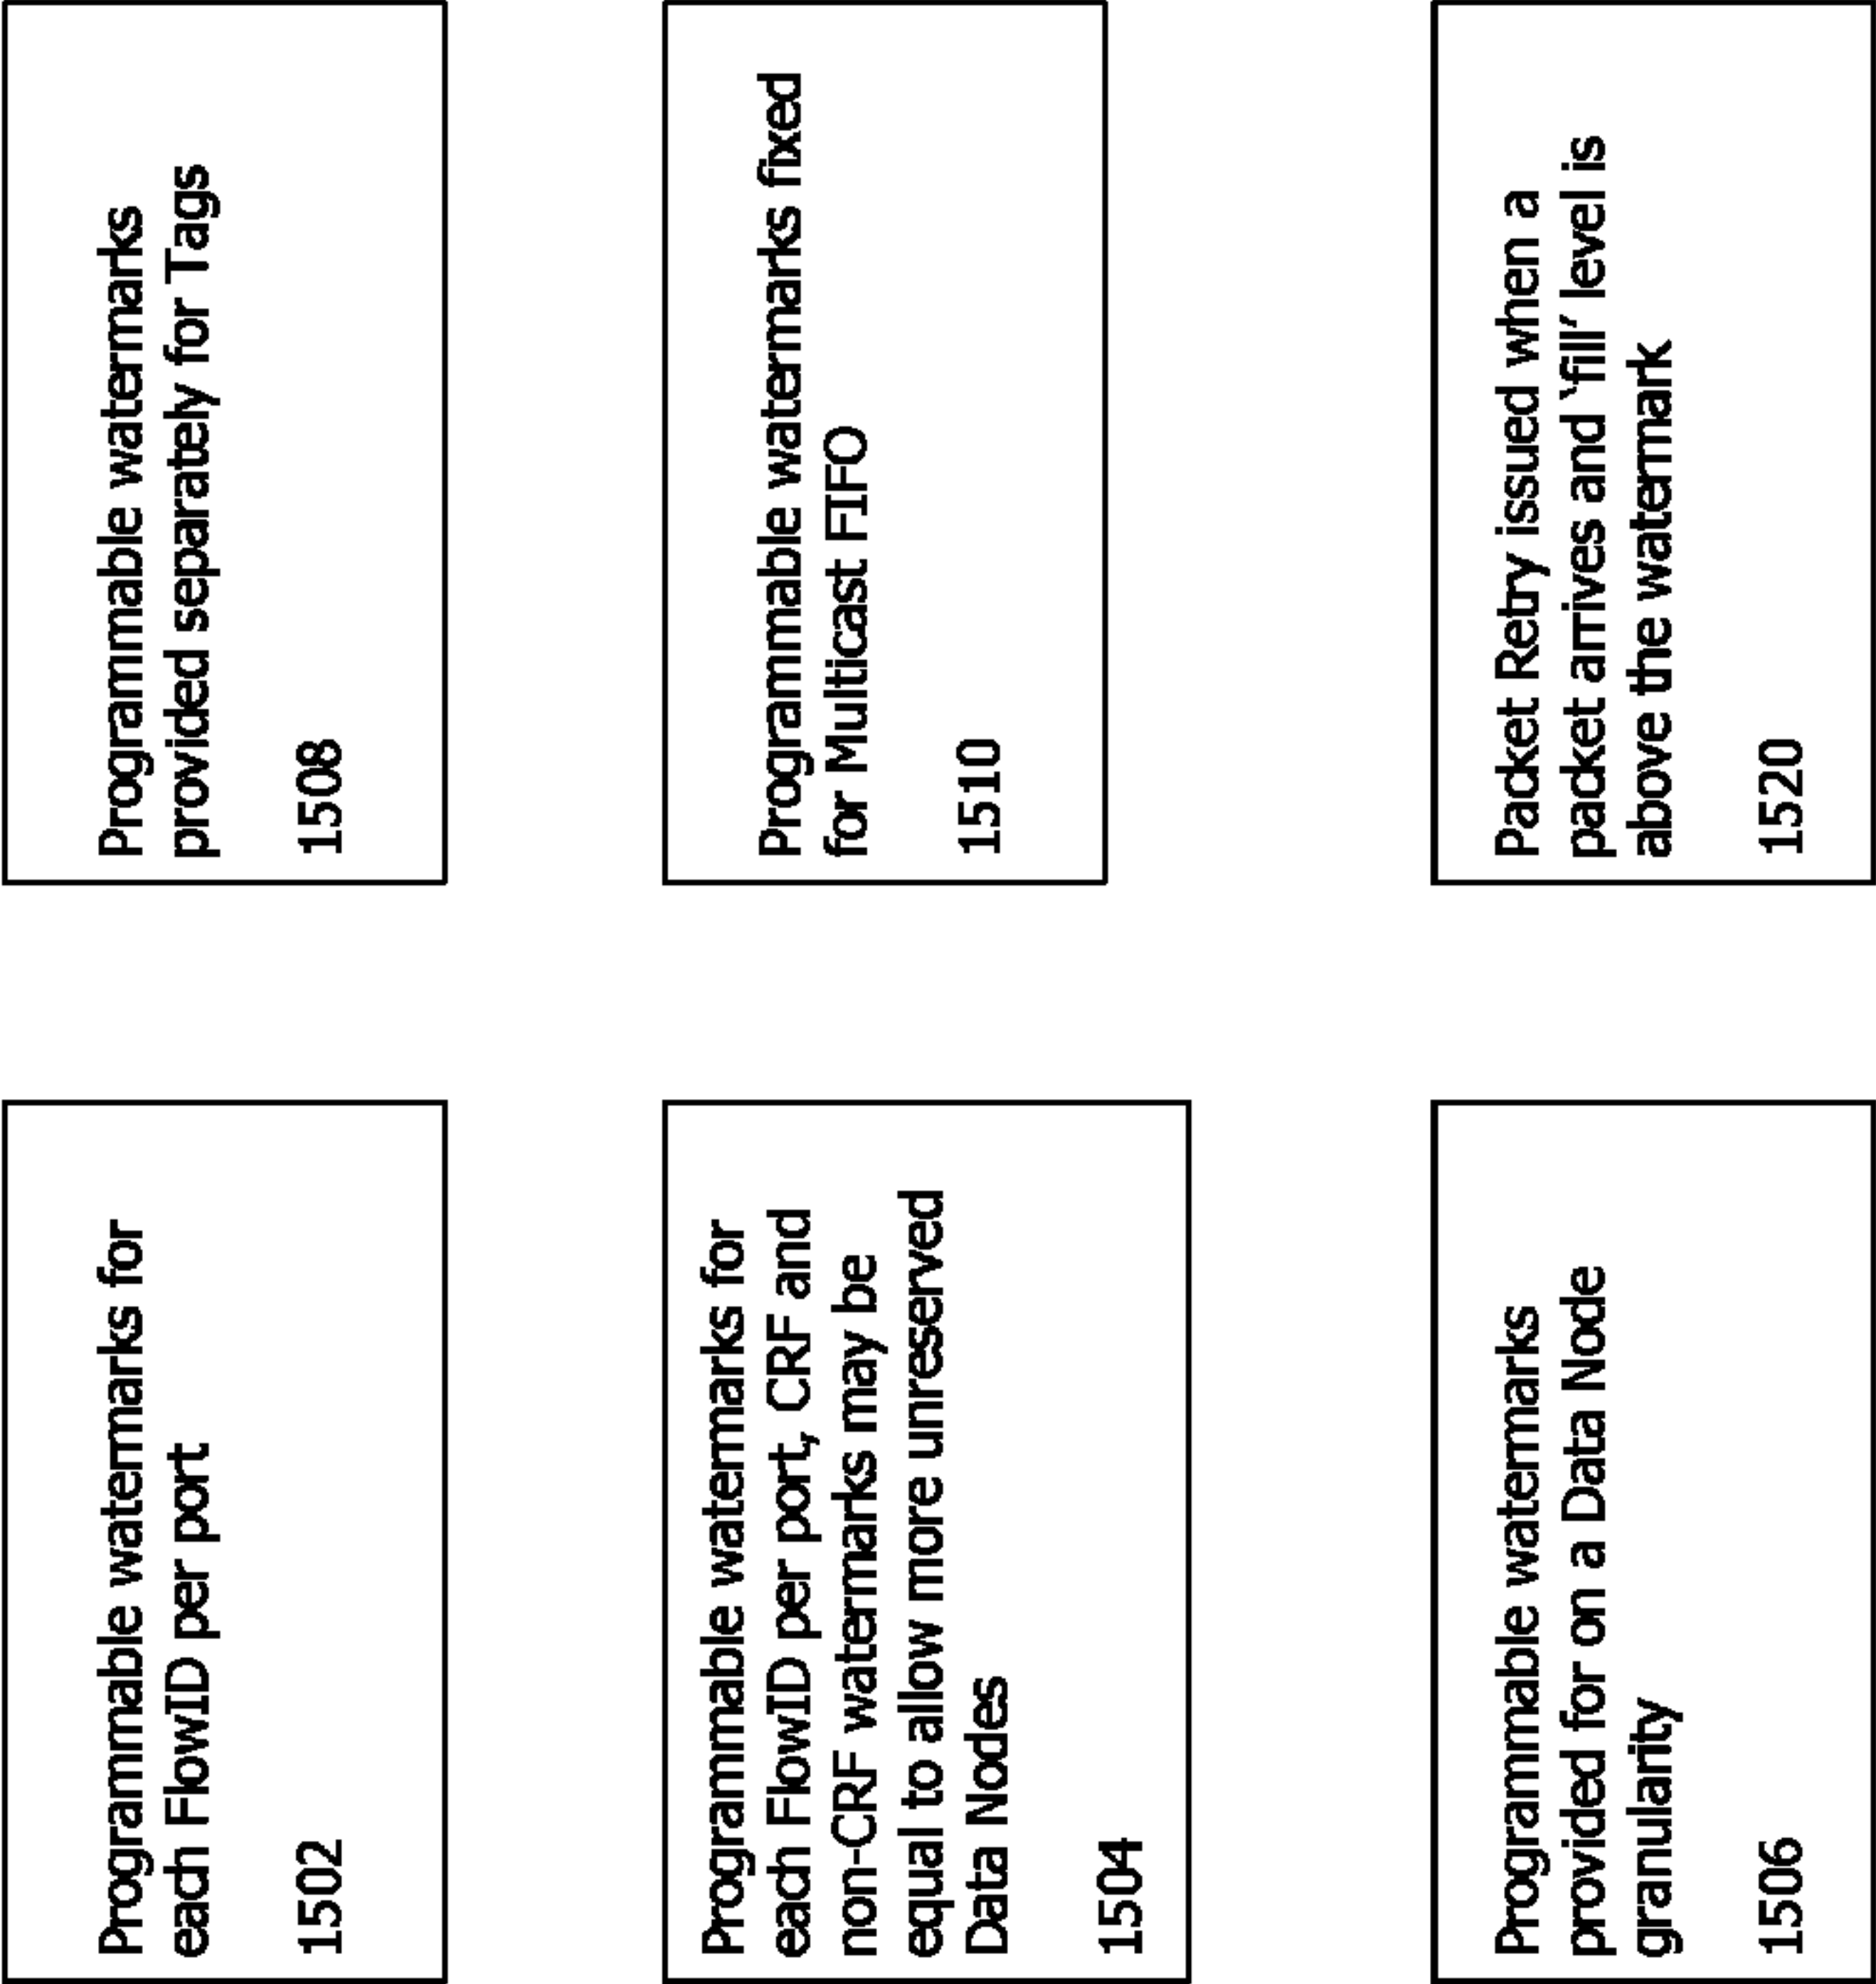 Programmable watermarks for
each FlowID per port
1502
Programmable watermarks for
each FlowID per port, CRF and
non-CRF watermarks may be
equal to allow more unreserved
Data Nodes
1504
Programmable watermarks
provided for on a Data Node
granularity
1506
Programmable watermarks
provided separately for Tags
1508
Programmable watermarks fixed
for Multicast FIFO
1510
Packet Retry issued when a
packet arrives and ‘fill’ level is
above the watermark
1520